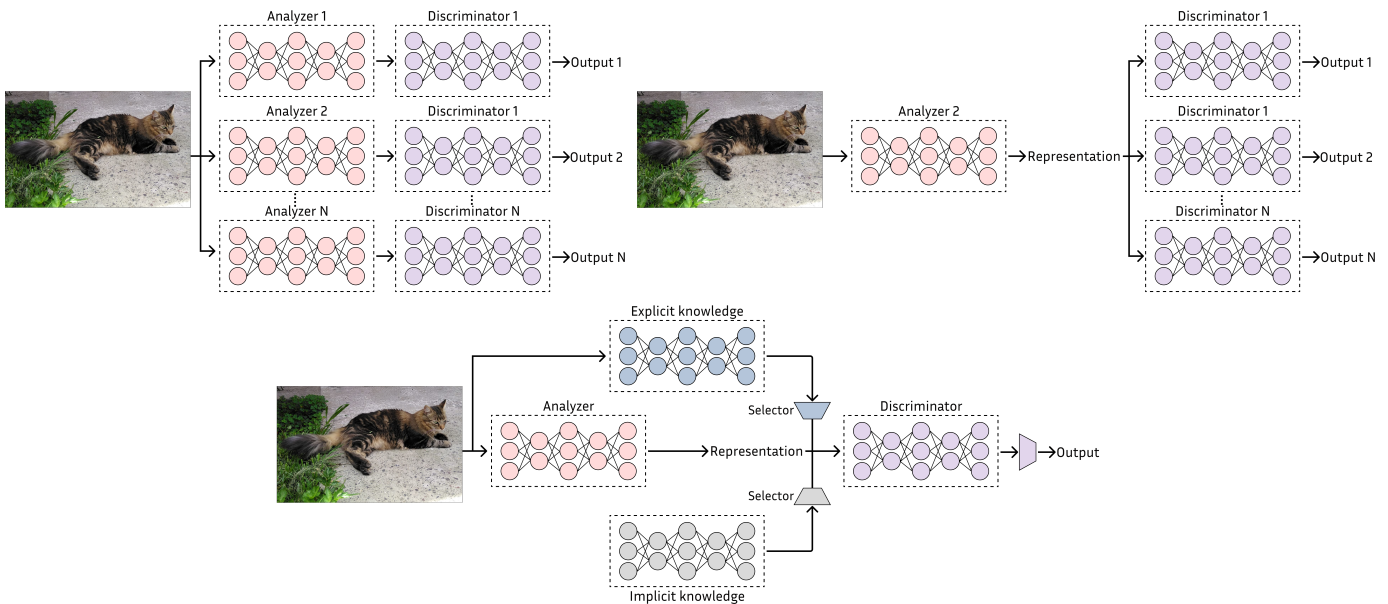 Analyzer 1
Discriminator 1
Output 1
Analyzer 2
Discriminator 1
Output 2
Analyzer N
Discriminator N
Output N
Analyzer 2
Representation
Discriminator 1
Output 1
Discriminator 1
Output 2
Discriminator N
Output N
Explicit knowledge
Selector
Analyzer
Representation
Discriminator
Output
Selector
Implicit knowledge